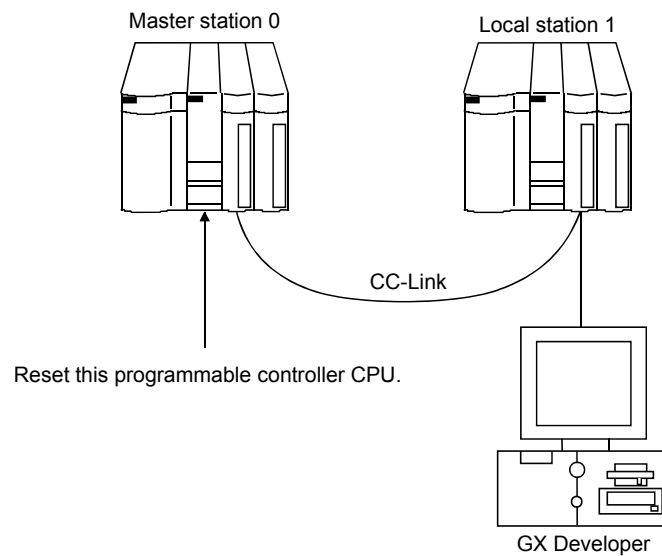 Master station 0
Local station 1
CC-Link
Reset this programmable controller CPU.
GX Developer